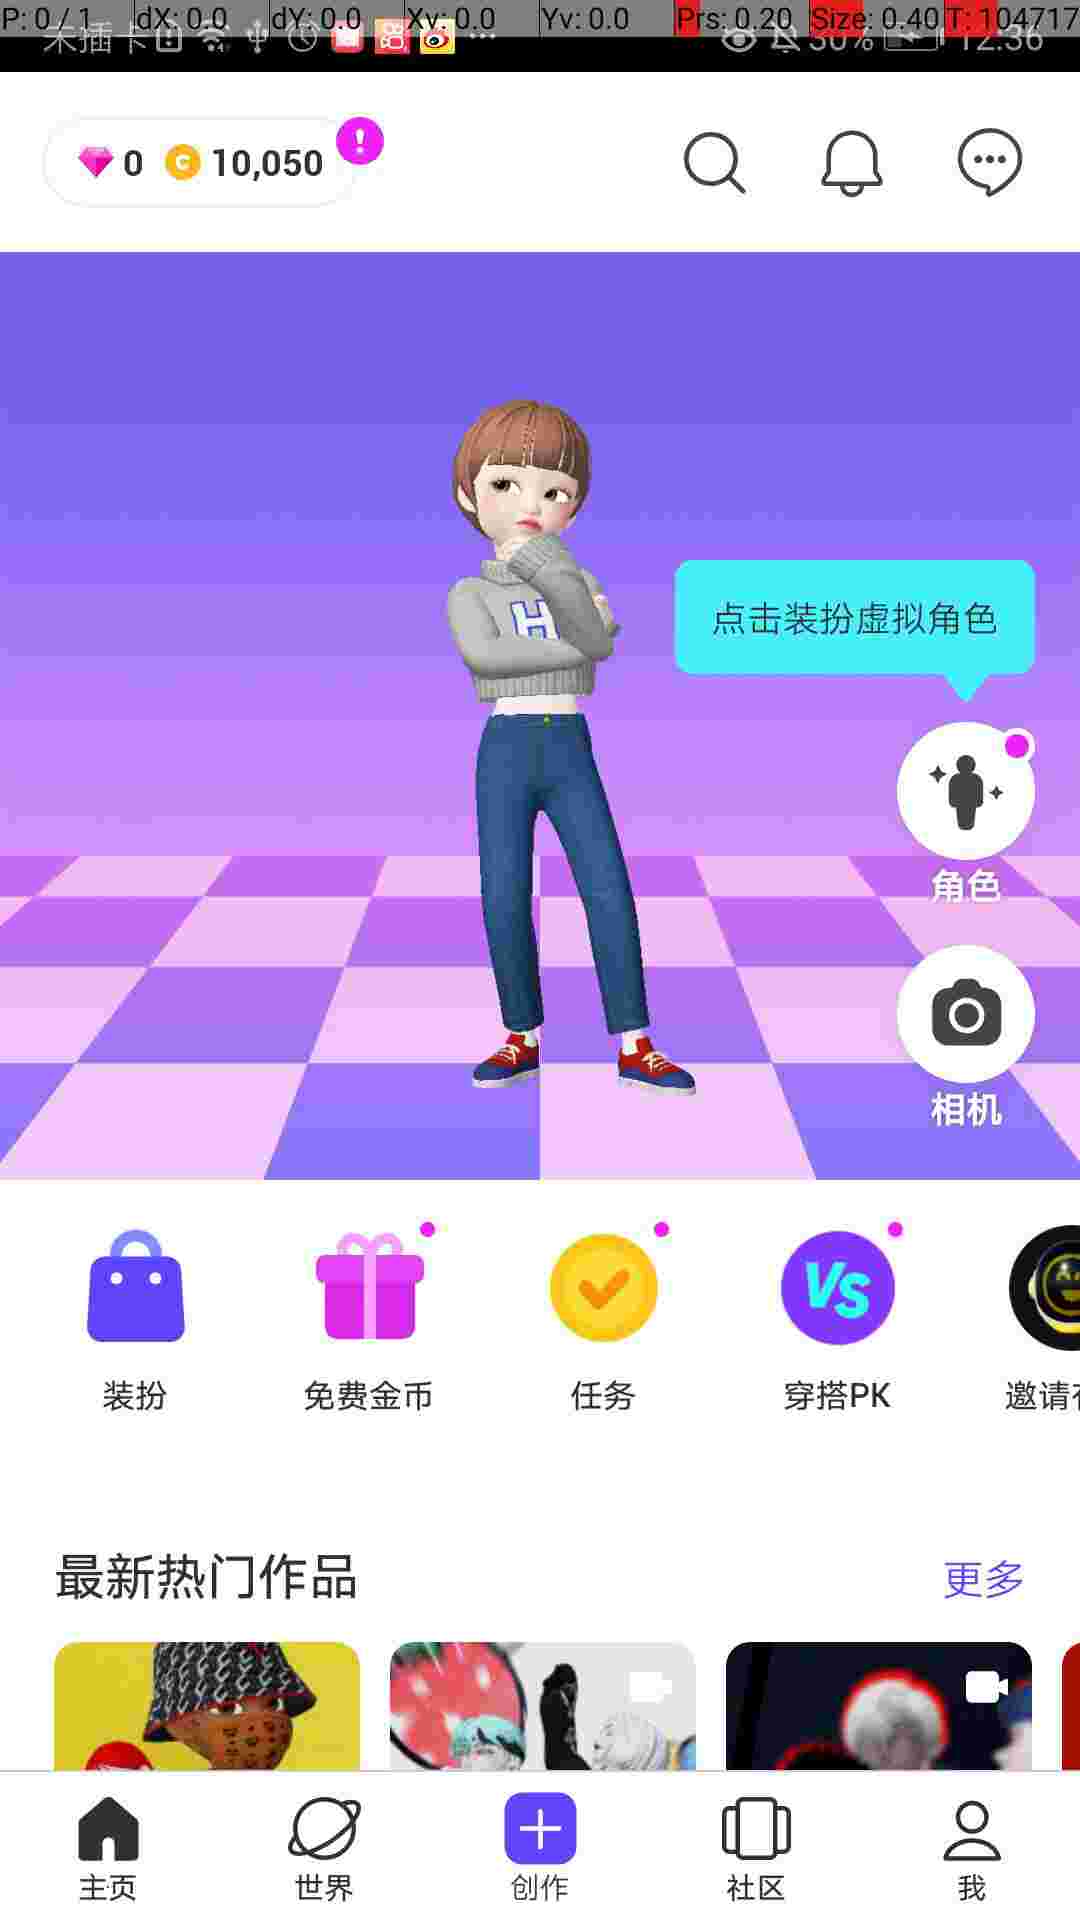 P: 0 / 1 dX: 0.0 dY: 0.0 Xv: 0.0 Yv: 0.0 Prs: 0.20 Size: 0.40 T: 104717
未插卡 50% 12:36
0 C 10,050 !
H
点击装扮虚拟角色
角色
相机
VS
装扮 免费金币 任务 穿搭PK 邀请
最新热门作品 更多
主页 世界 创作 社区 我